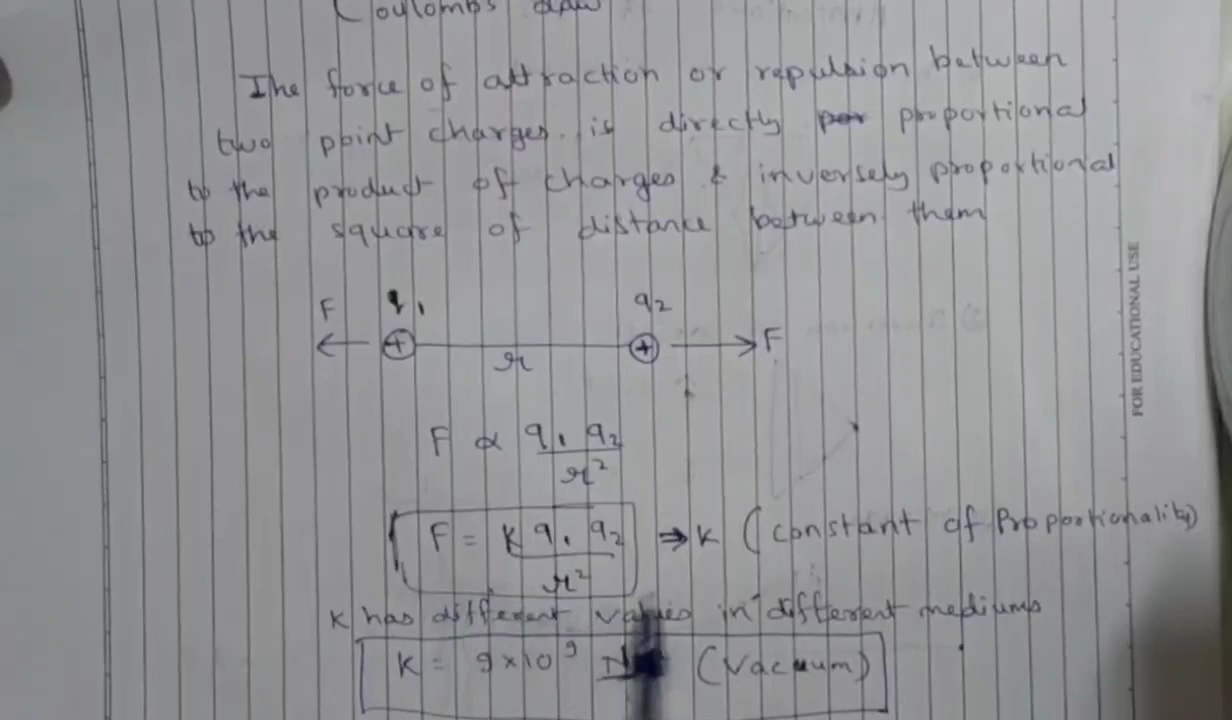 Coulombs Law
The force of attraction or repulsion between
two point charges is directly proportional
to the product of charges & inversely proportional
to the square of distance between them
F q1 q2
+ r + F
F ∝ q1 q2
r²
F = K q1 q2 ⇒ K (Constant of Proportionality)
r²
K has different values in different mediums
K = 9×10⁹ (Vacuum)
FOR EDUCATIONAL USE